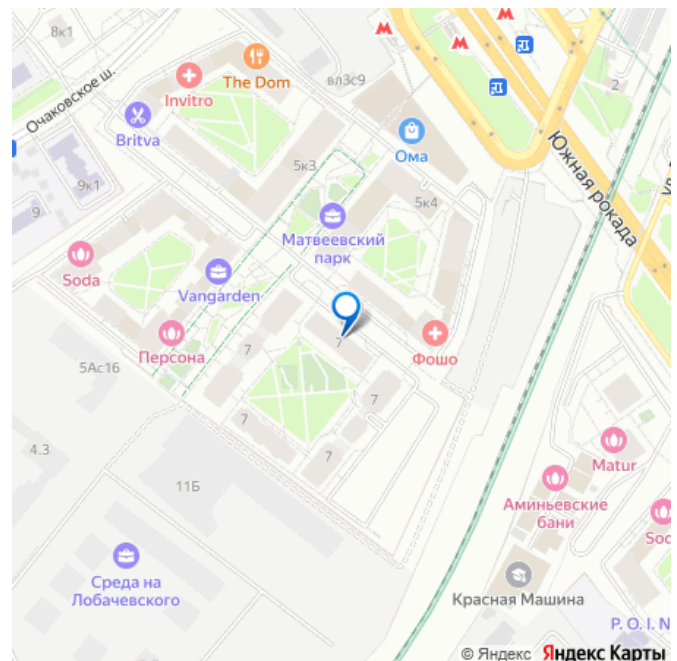 8к1
The Dom
вл3с9
Invitro
Очаковское ш.
2
Britva
Ома
Южная рокада
5к3
9к1
5к4
9
Матвеевский
парк
Soda
Vangarden
7
Персона
7
Фошо
5Ас16
7
7
7
4.3
11Б
Matur
Аминьевские
бани
Soc
Среда на
Лобачевского
Красная Машина
P. O. I. N
© Яндекс Яндекс Карты